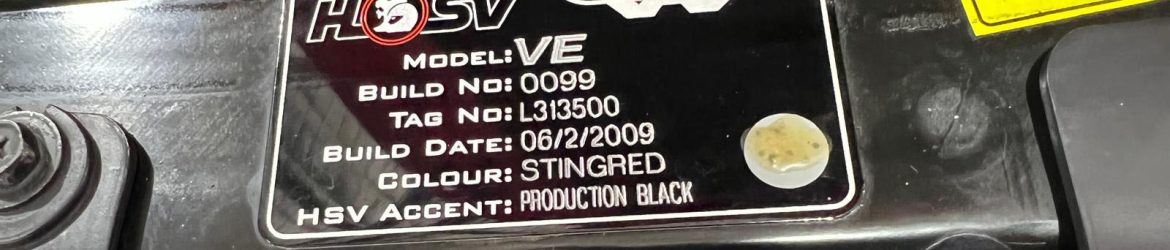 HSV
MODEL: VE
BUILD NO: 0099
TAG NO: L313500
BUILD DATE: 06/2/2009
COLOUR: STINGRED
HSV ACCENT: PRODUCTION BLACK